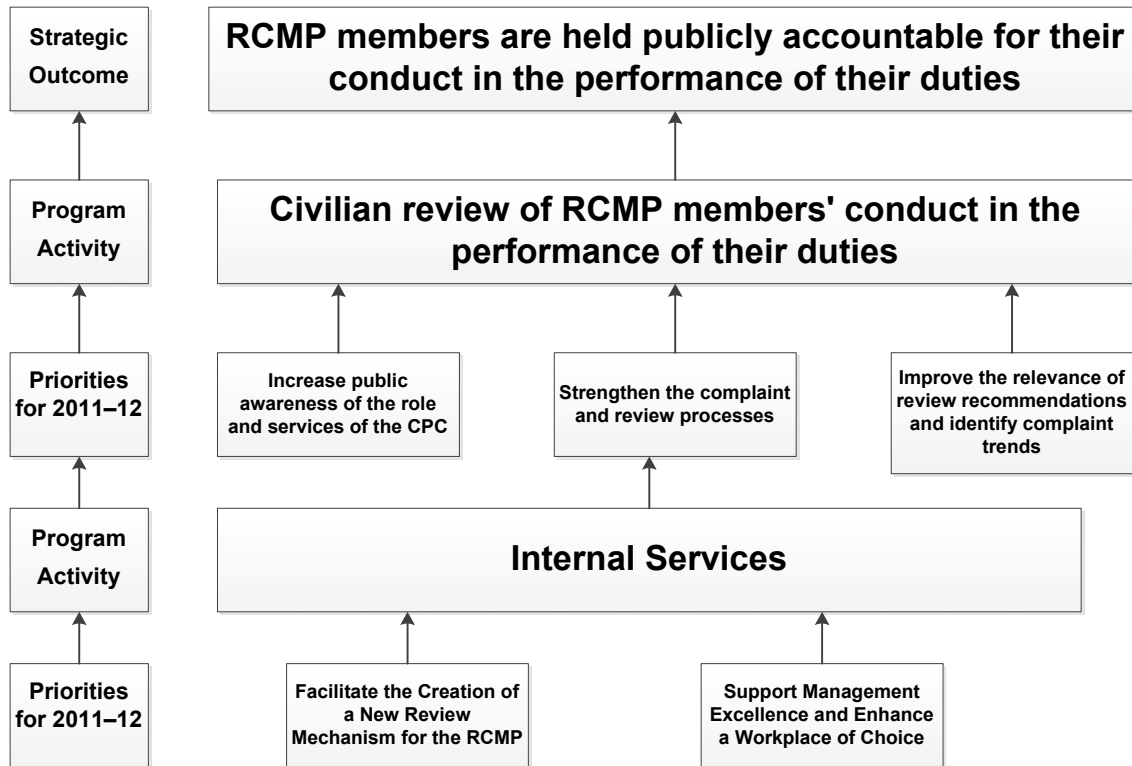 Strategic
Outcome
RCMP members are held publicly accountable for their
conduct in the performance of their duties
Program
Activity
Civilian review of RCMP members' conduct in the
performance of their duties
Priorities
for 2011–12
Increase public
awareness of the role
and services of the CPC
Strengthen the complaint
and review processes
Improve the relevance of
review recommendations
and identify complaint
trends
Program
Activity
Internal Services
Priorities
for 2011–12
Facilitate the Creation of
a New Review
Mechanism for the RCMP
Support Management
Excellence and Enhance
a Workplace of Choice